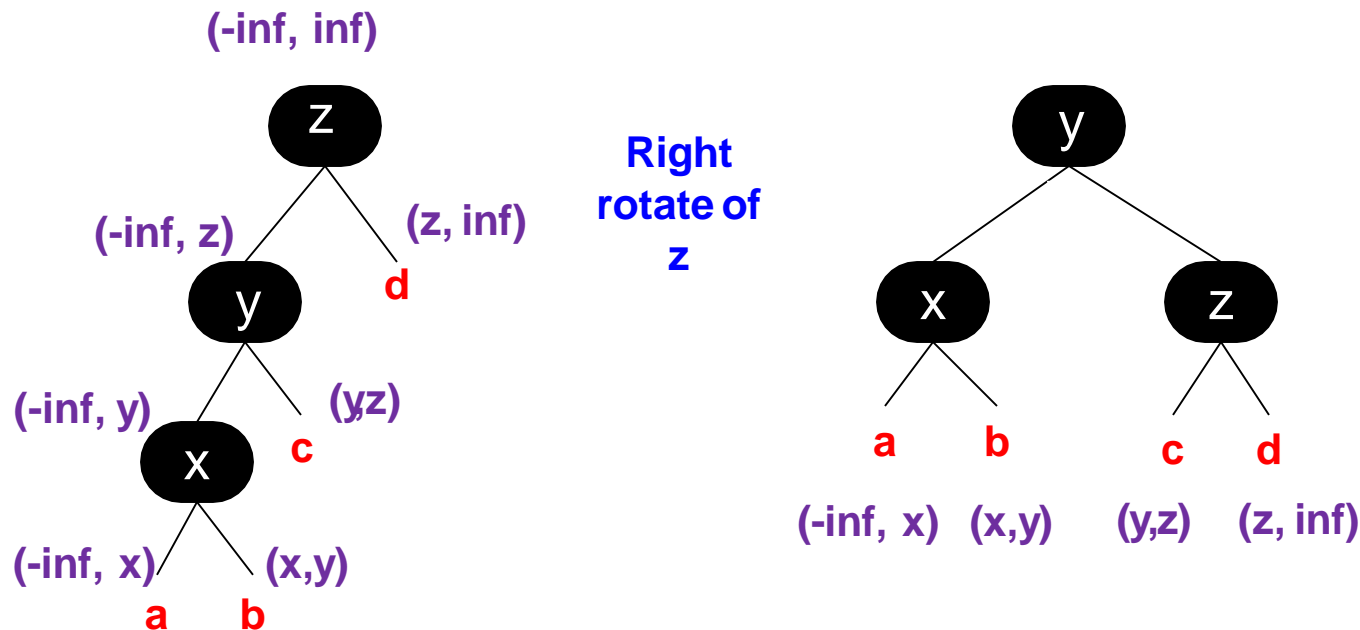 (-inf, inf)
z
(-inf, z)
(z, inf)
d
y
(-inf, y)
(y,z)
c
x
(-inf, x)
(x,y)
a
b
Right
rotate of
z
y
x
z
a
b
c
d
(-inf, x)
(x,y)
(y,z)
(z, inf)